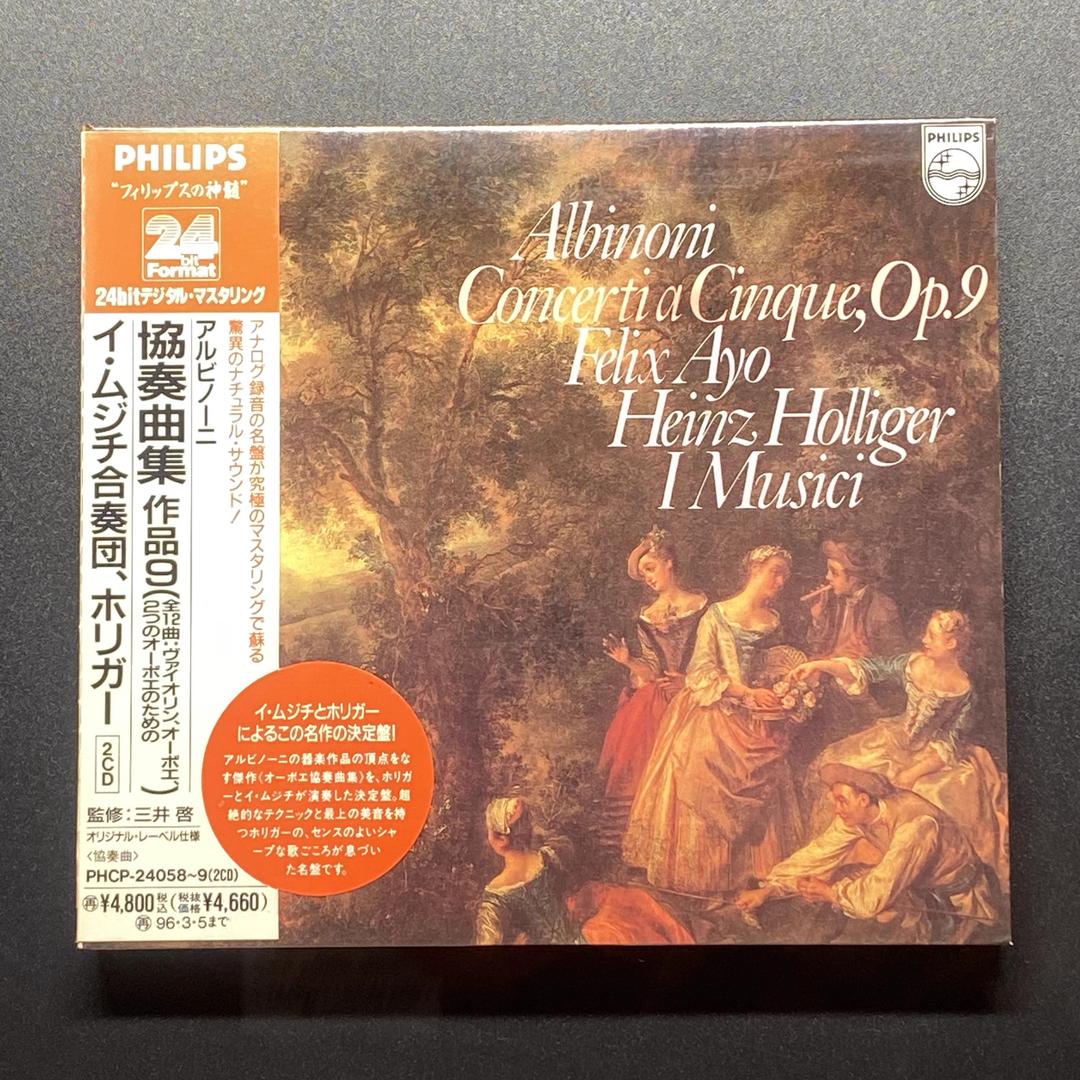 PHILIPS
“フィリップスの神髄”
24
bit
Format
24bitデジタル・マスタリング
アナログ録音の名盤が究極のマスタリングで蘇る
驚異のナチュラル・サウンド!
アルビノーニ
協奏曲集 作品9(全12曲:ヴァイオリン、オーボエ、
2つのオーボエのための)
イ・ムジチ合奏団、ホリガー 2CD
監修:三井 啓
オリジナル・レーベル仕様
〈協奏曲〉
PHCP-24058~9(2CD)
再¥4,800税込(税抜価格¥4,660)
再96・3・5まで
イ・ムジチとホリガー
によるこの名作の決定盤!
アルビノーニの器楽作品の頂点をな
す傑作《オーボエ協奏曲集》を、ホリガ
ーとイ・ムジチが演奏した決定盤。超
絶的なテクニックと最上の美音を持
つホリガーの、センスのよいシャ
ープな歌ごころが息づい
た名盤です。
PHILIPS
Albinoni
Concerti a Cinque, Op.9
Felix Ayo
Heinz Holliger
I Musici